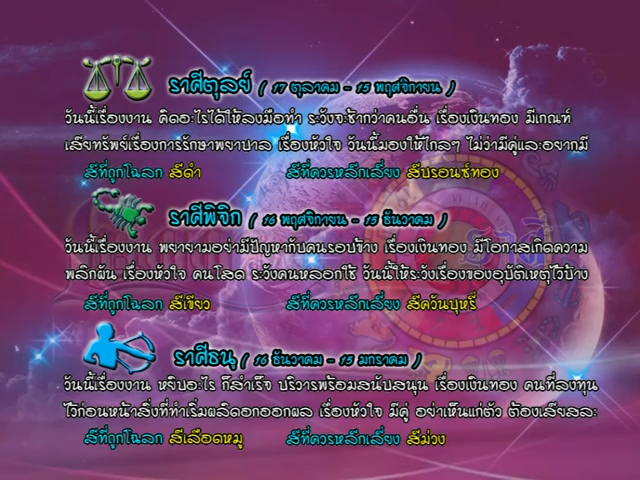 ราศีตุลย์ ( 17 ตุลาคม - 15 พฤศจิกายน )
วันนี้เรื่องงาน คิดอะไรได้ให้ลงมือทำ ระวังจะช้ากว่าคนอื่น เรื่องเงินทอง มีเกณฑ์
เสียทรัพย์เรื่องการรักษาพยาบาล เรื่องหัวใจ วันนี้มองให้ไกลๆ ไม่ว่ามีคู่และอยากมี
สีที่ถูกโฉลก สีดำ สีที่ควรหลีกเลี่ยง สีบรอนซ์ทอง
ราศีพิจิก ( 16 พฤศจิกายน - 15 ธันวาคม )
วันนี้เรื่องงาน พยายามอย่ามีปัญหากับคนรอบข้าง เรื่องเงินทอง มีโอกาสเกิดความ
พลิกผัน เรื่องหัวใจ คนโสด ระวังคนหลอกใช้ วันนี้ให้ระวังเรื่องของอุบัติเหตุไว้บ้าง
สีที่ถูกโฉลก สีเขียว สีที่ควรหลีกเลี่ยง สีควันบุหรี่
ราศีธนู ( 16 ธันวาคม - 15 มกราคม )
วันนี้เรื่องงาน หยิบอะไร ก็สำเร็จ บริวารพร้อมสนับสนุน เรื่องเงินทอง คนที่ลงทุน
ไว้ก่อนหน้าสิ่งที่ทำเริ่มผลิดอกออกผล เรื่องหัวใจ มีคู่ อย่าเห็นแก่ตัว ต้องเสียสละ
สีที่ถูกโฉลก สีเลือดหมู สีที่ควรหลีกเลี่ยง สีม่วง